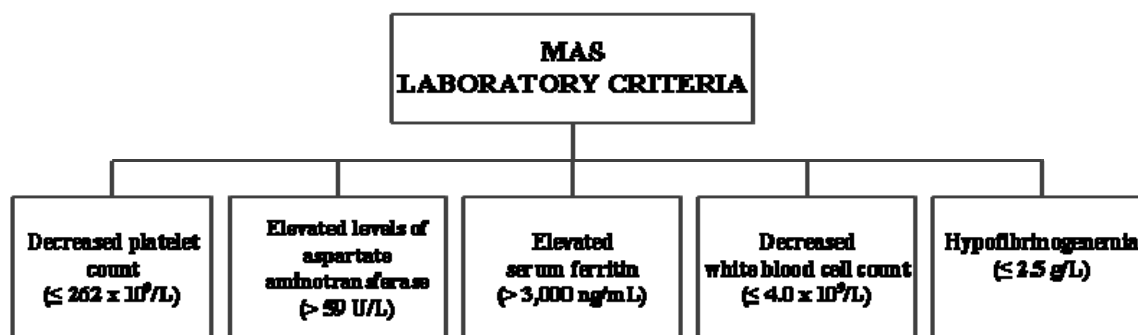 MAS
LABORATORY CRITERIA
Decreased platelet
count
(≤ 262 x 10⁹/L)
Elevated levels of
aspartate
aminotransferase
(> 59 U/L)
Elevated
serum ferritin
(> 3,000 ng/mL)
Decreased
white blood cell count
(≤ 4.0 x 10⁹/L)
Hypofibrinogenemia
(≤ 2.5 g/L)